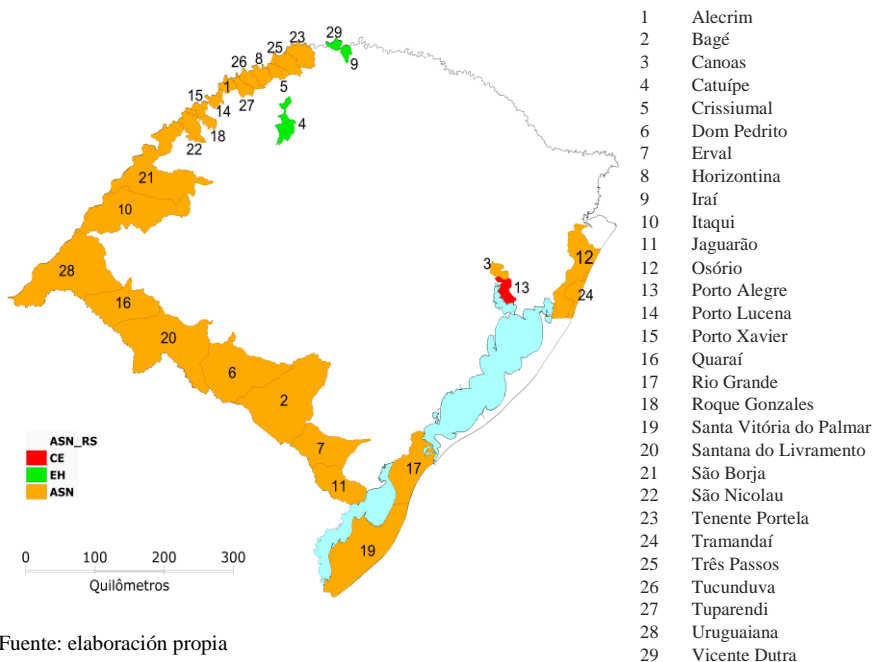 29
23
25
8
26
9
1
27
5
15
14
4
18
22
21
10
28
3
13
12
24
16
20
6
2
7
17
11
19
ASN_RS
CE
EH
ASN
0 100 200 300
Quilômetros
Fuente: elaboración propia
1 Alecrim
2 Bagé
3 Canoas
4 Catuípe
5 Crissiumal
6 Dom Pedrito
7 Erval
8 Horizontina
9 Iraí
10 Itaqui
11 Jaguarão
12 Osório
13 Porto Alegre
14 Porto Lucena
15 Porto Xavier
16 Quaraí
17 Rio Grande
18 Roque Gonzales
19 Santa Vitória do Palmar
20 Santana do Livramento
21 São Borja
22 São Nicolau
23 Tenente Portela
24 Tramandaí
25 Três Passos
26 Tucunduva
27 Tuparendi
28 Uruguaiana
29 Vicente Dutra